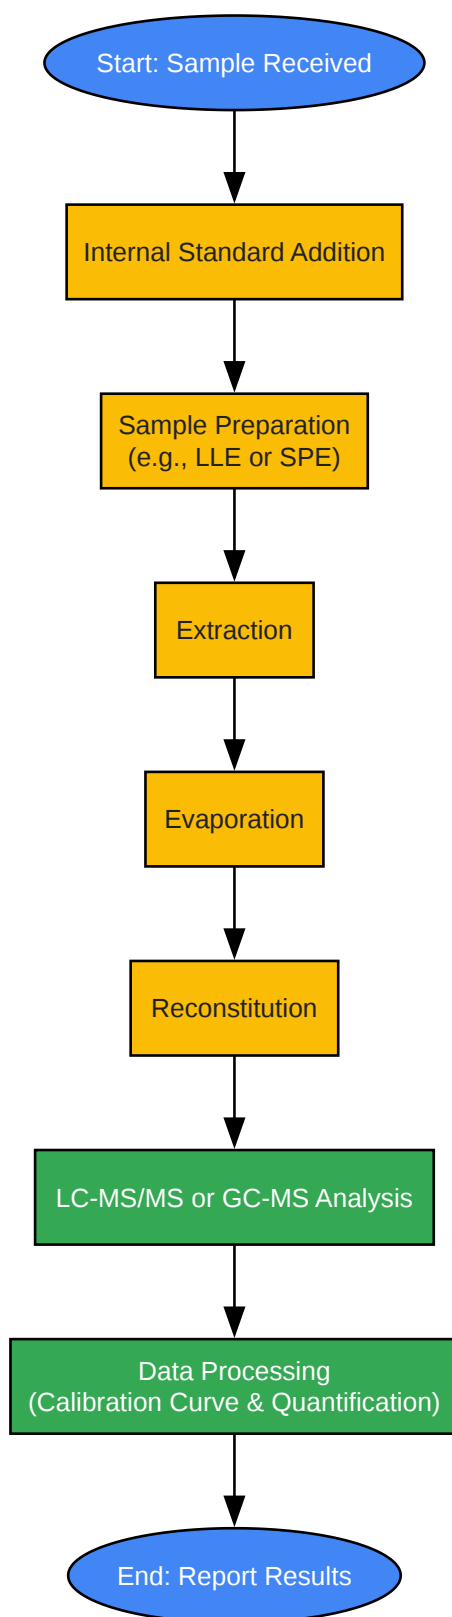 Start: Sample Received
Internal Standard Addition
Sample Preparation
(e.g., LLE or SPE)
Extraction
Evaporation
Reconstitution
LC-MS/MS or GC-MS Analysis
Data Processing
(Calibration Curve & Quantification)
End: Report Results